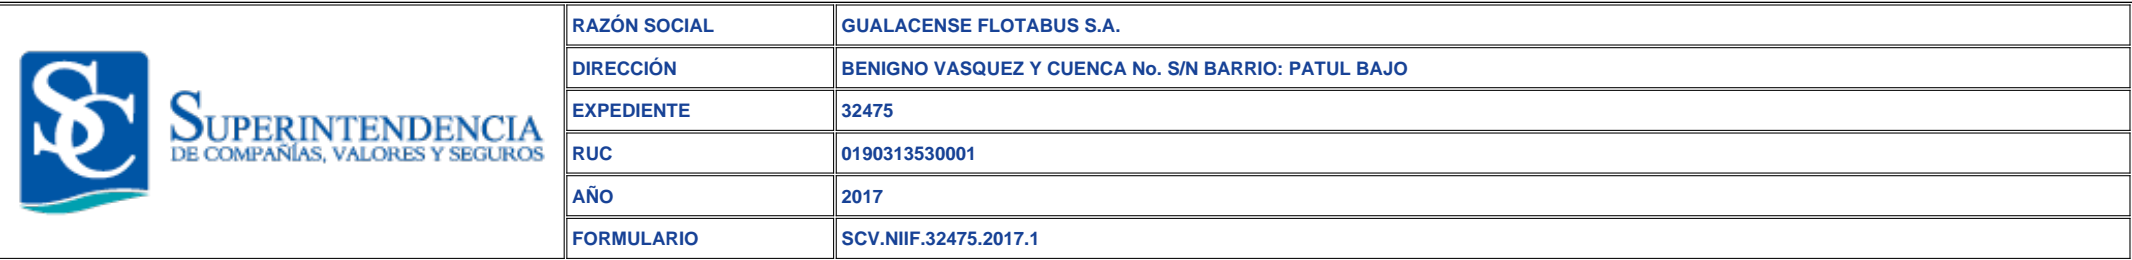 SC
SUPERINTENDENCIA
DE COMPAÑÍAS, VALORES Y SEGUROS
RAZÓN SOCIAL GUALACENSE FLOTABUS S.A.
DIRECCIÓN BENIGNO VASQUEZ Y CUENCA No. S/N BARRIO: PATUL BAJO
EXPEDIENTE 32475
RUC 0190313530001
AÑO 2017
FORMULARIO SCV.NIIF.32475.2017.1